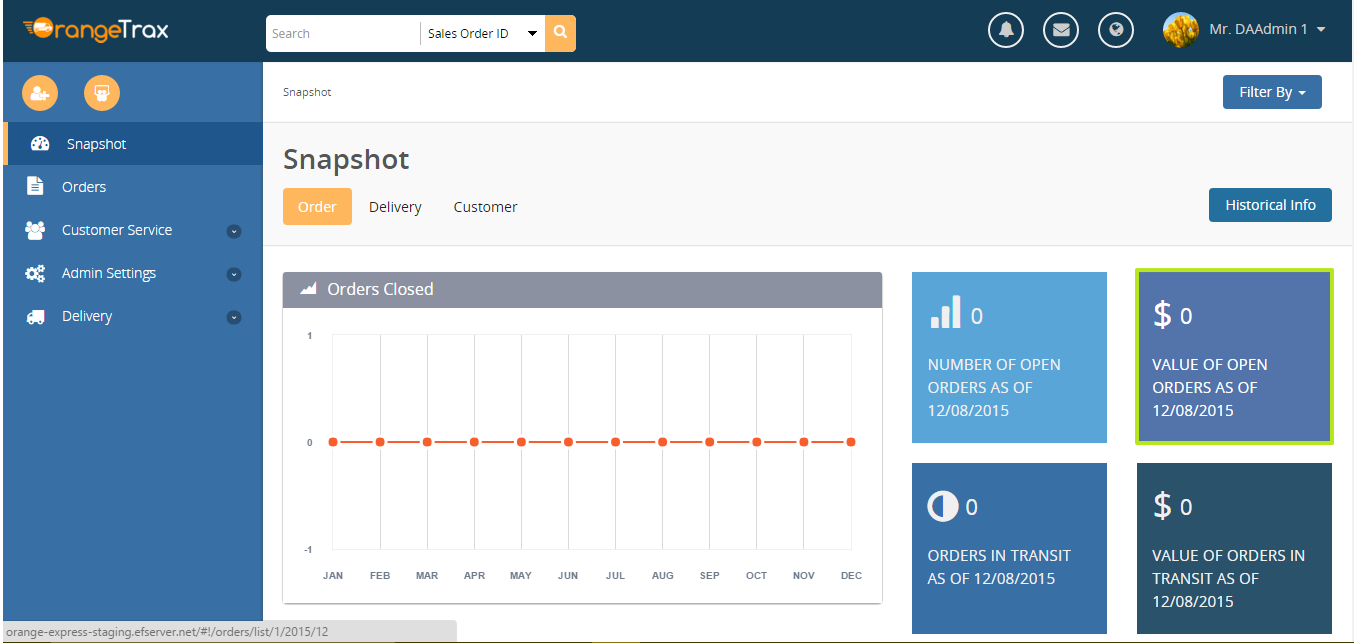 OrangeTrax
Search
Sales Order ID
Mr. DAAdmin 1
Snapshot
Filter By
Snapshot
Orders
Customer Service
Admin Settings
Delivery
Snapshot
Order Delivery Customer
Historical Info
Orders Closed
1
0
-1
JAN FEB MAR APR MAY JUN JUL AUG SEP OCT NOV DEC
0
NUMBER OF OPEN
ORDERS AS OF
12/08/2015
$ 0
VALUE OF OPEN
ORDERS AS OF
12/08/2015
0
ORDERS IN TRANSIT
AS OF 12/08/2015
$ 0
VALUE OF ORDERS IN
TRANSIT AS OF
12/08/2015
orange-express-staging.efserver.net/#!/orders/list/1/2015/12